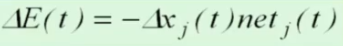 ΔE(t) = −Δx_j(t)net_j(t)